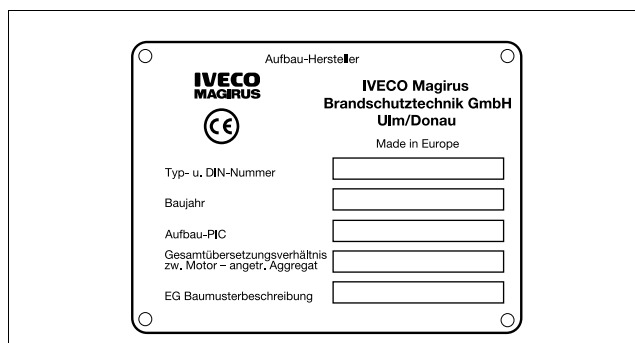 Aufbau-Hersteller
IVECO
MAGIRUS
CE
IVECO Magirus
Brandschutztechnik GmbH
Ulm/Donau
Made in Europe
Typ- u. DIN-Nummer
Baujahr
Aufbau-PIC
Gesamtübersetzungsverhältnis
zw. Motor – angetr. Aggregat
EG Baumusterbeschreibung